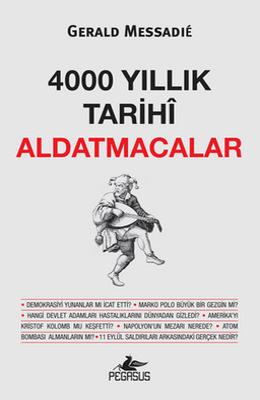 GERALD MESSADIÉ
4000 YILLIK
TARİHÎ
ALDATMACALAR
• DEMOKRASİYİ YUNANLAR MI İCAT ETTİ? • MARKO POLO BÜYÜK BİR GEZGİN Mİ?
• HANGİ DEVLET ADAMLARI HASTALIKLARINI DÜNYADAN GİZLEDİ? • AMERİKA'YI
KRİSTOF KOLOMB MU KEŞFETTİ? • NAPOLYON'UN MEZARI NEREDE? • ATOM
BOMBASI ALMANLARIN MI? • 11 EYLÜL SALDIRILARI ARKASINDAKİ GERÇEK NEDİR?
PEGASUS